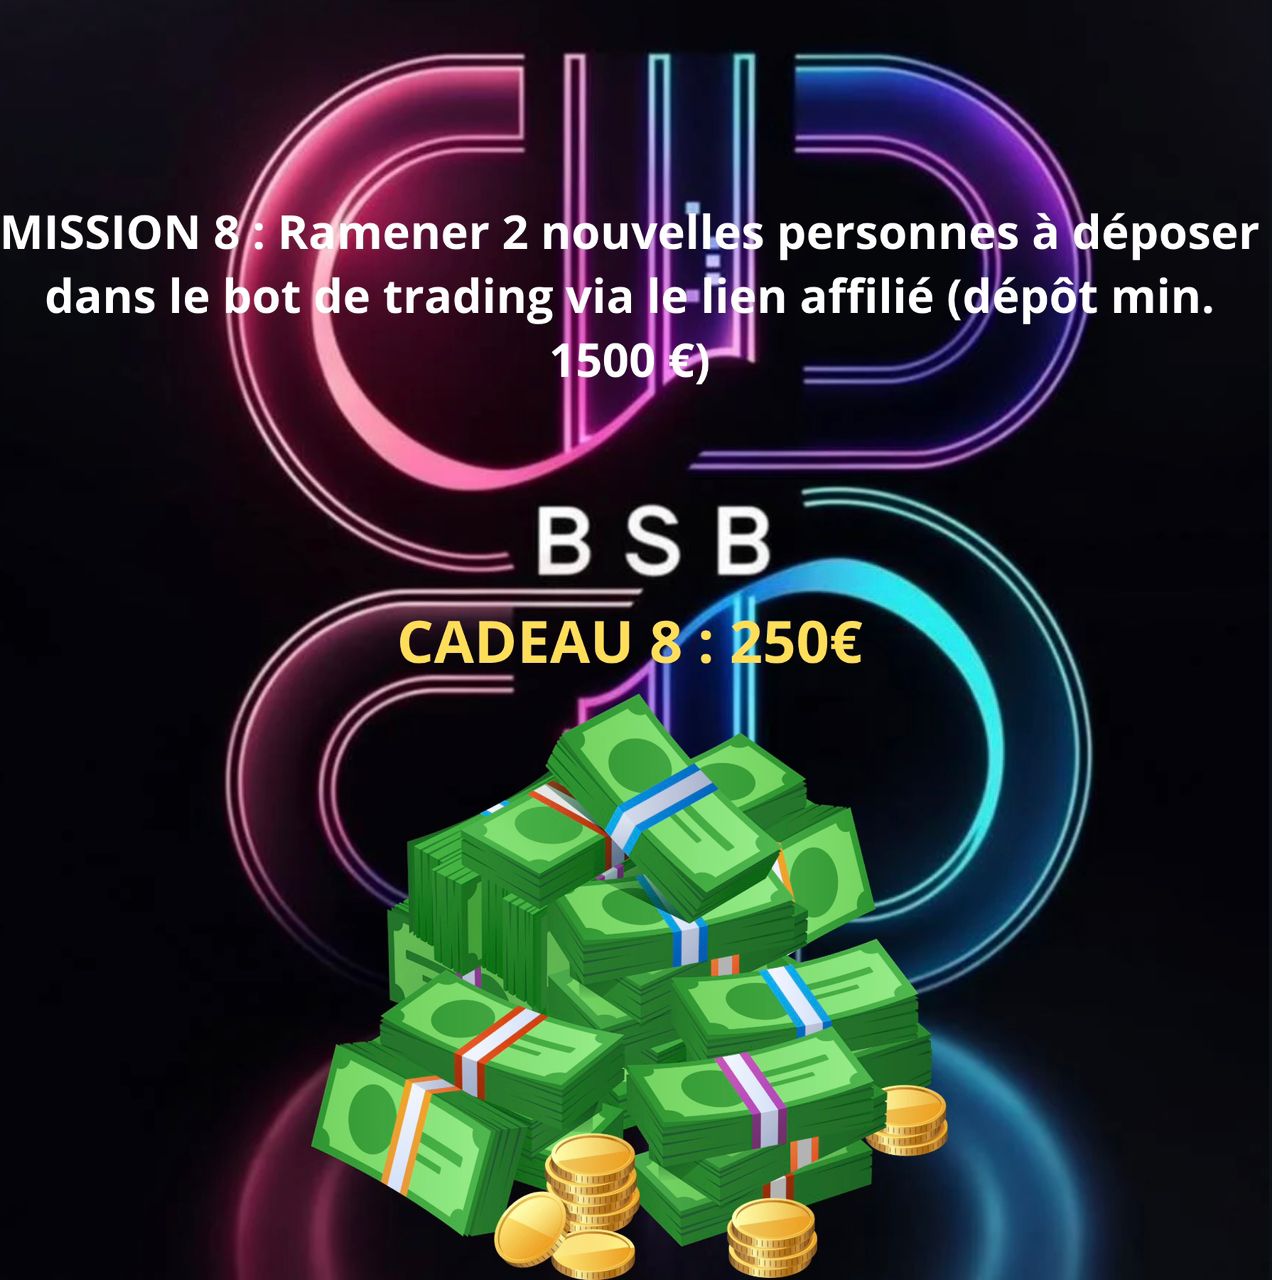 MISSION 8 : Ramener 2 nouvelles personnes à déposer
dans le bot de trading via le lien affilié (dépôt min.
1500 €)
B S B
CADEAU 8 : 250€